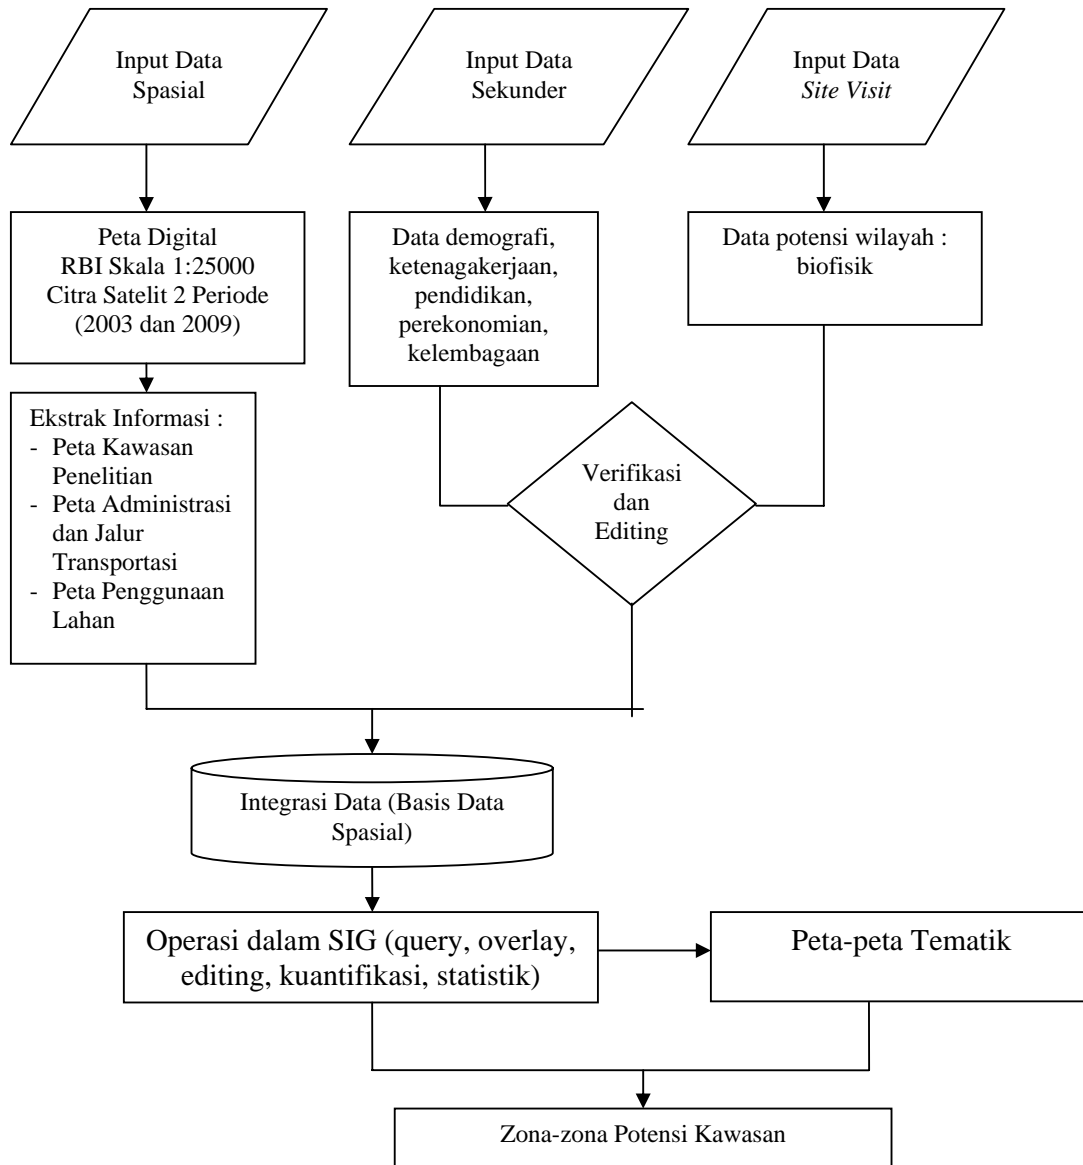 Input Data
Spasial
Input Data
Sekunder
Input Data
Site Visit
Peta Digital
RBI Skala 1:25000
Citra Satelit 2 Periode
(2003 dan 2009)
Data demografi,
ketenagakerjaan,
pendidikan,
perekonomian,
kelembagaan
Data potensi wilayah :
biofisik
Ekstrak Informasi :
- Peta Kawasan
Penelitian
- Peta Administrasi
dan Jalur
Transportasi
- Peta Penggunaan
Lahan
Verifikasi
dan
Editing
Integrasi Data (Basis Data
Spasial)
Operasi dalam SIG (query, overlay,
editing, kuantifikasi, statistik)
Peta-peta Tematik
Zona-zona Potensi Kawasan